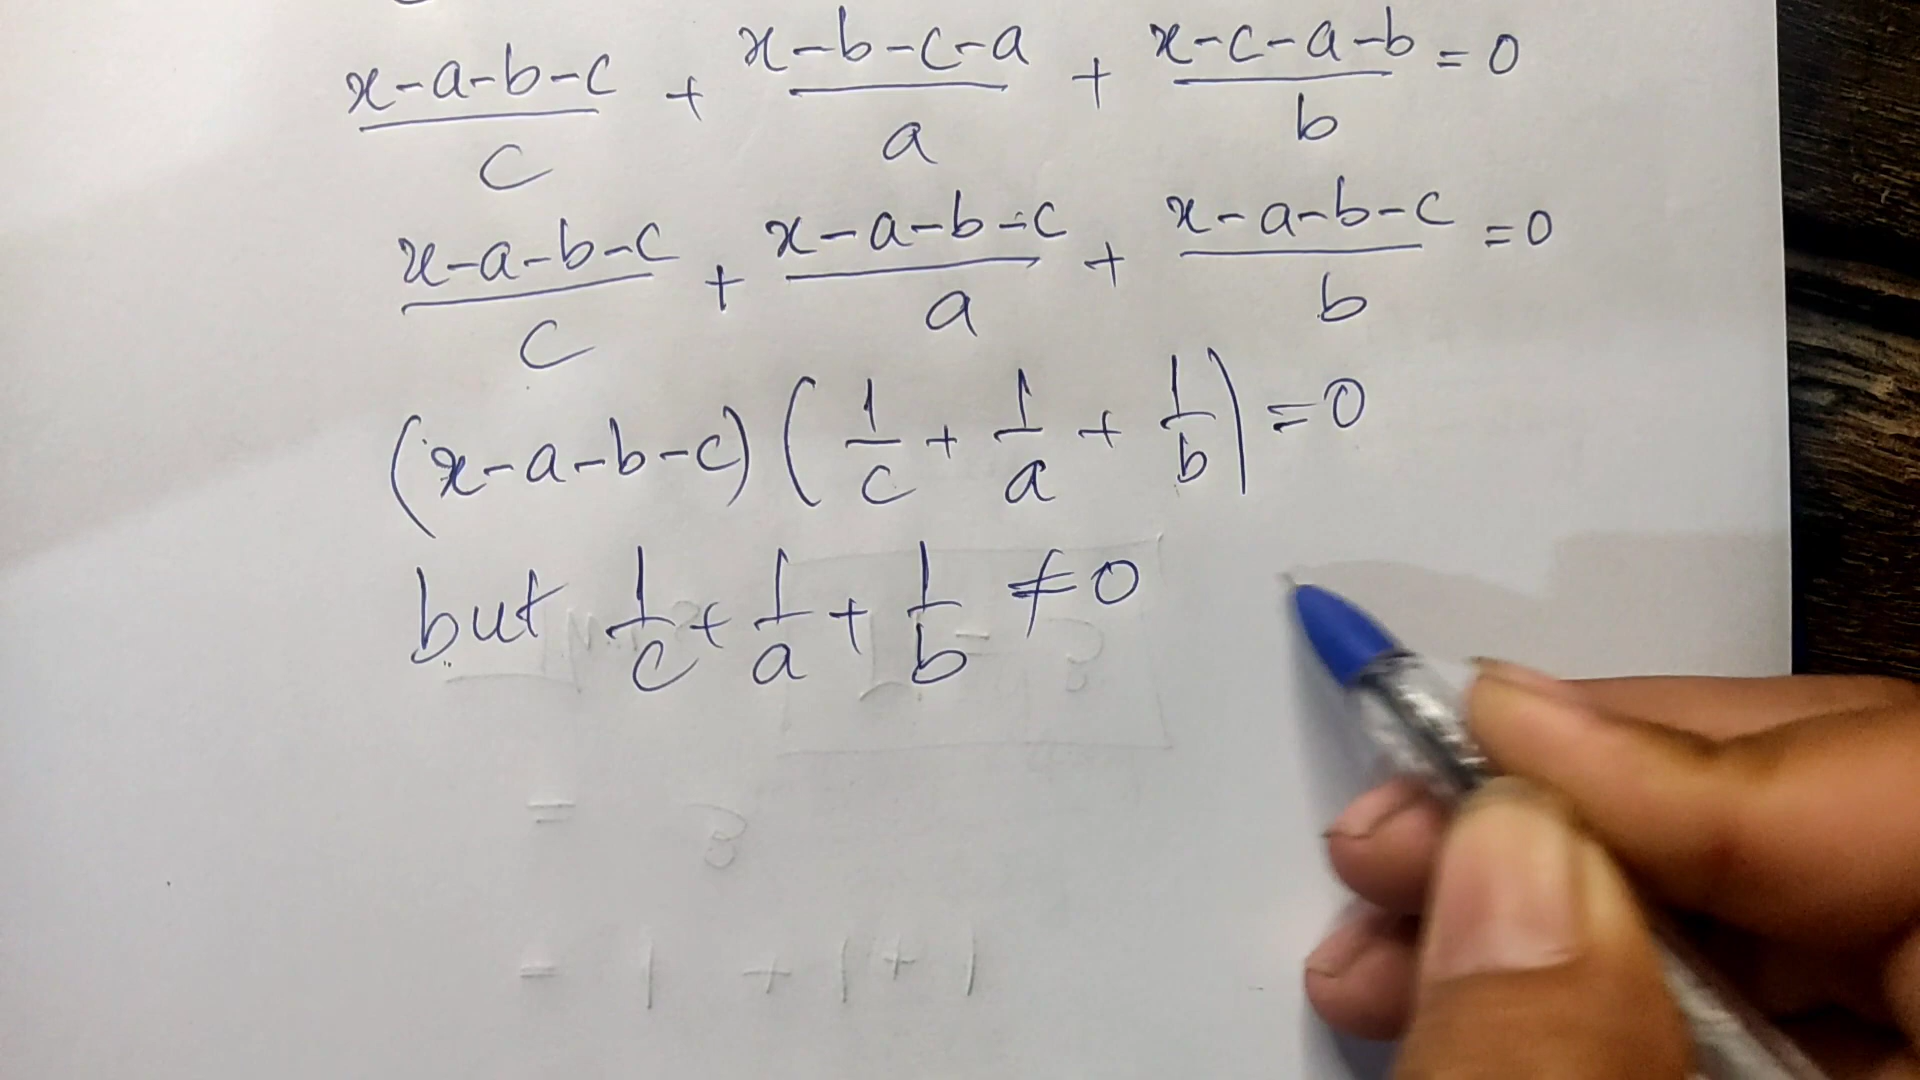 x-a-b-c/c + x-b-c-a/a + x-c-a-b/b = 0
x-a-b-c/c + x-a-b-c/a + x-a-b-c/b = 0
(x-a-b-c) (1/c + 1/a + 1/b) = 0
but 1/c + 1/a + 1/b ≠ 0